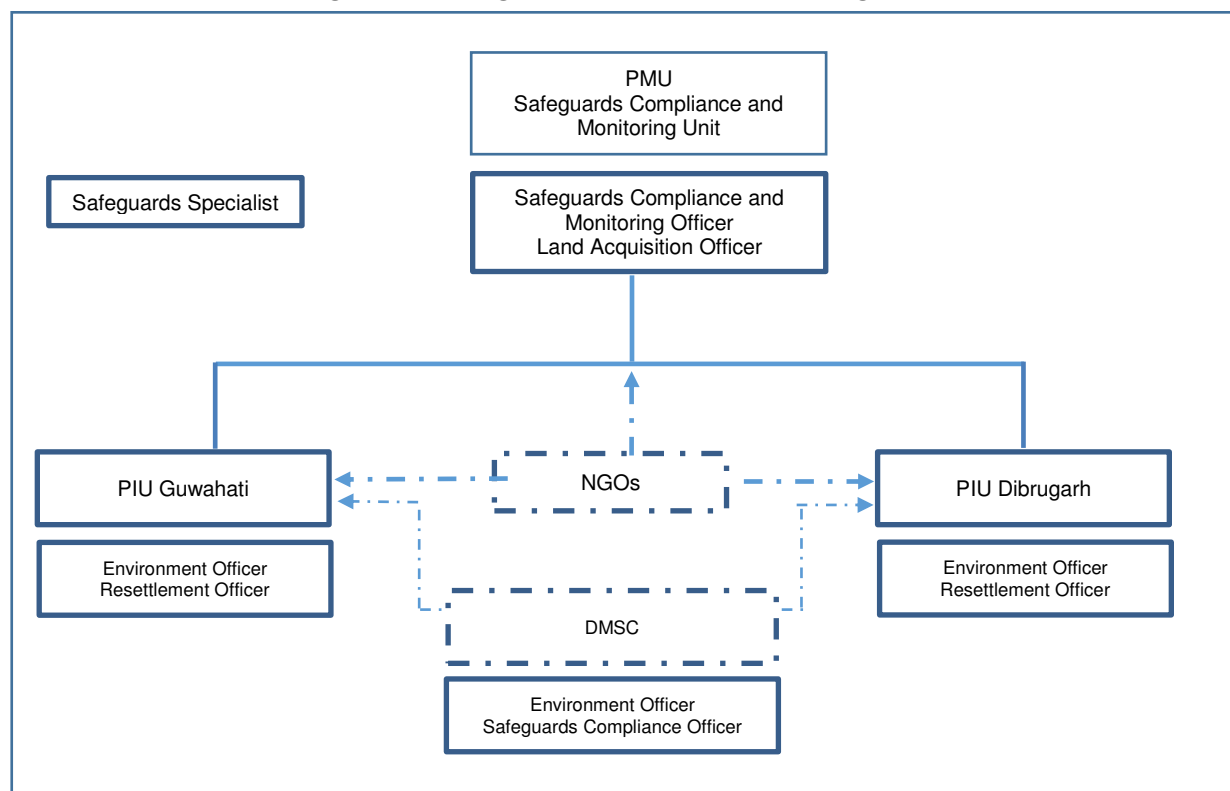 PMU
Safeguards Compliance and
Monitoring Unit
Safeguards Specialist
Safeguards Compliance and
Monitoring Officer
Land Acquisition Officer
PIU Guwahati
NGOs
PIU Dibrugarh
Environment Officer
Resettlement Officer
Environment Officer
Resettlement Officer
DMSC
Environment Officer
Safeguards Compliance Officer